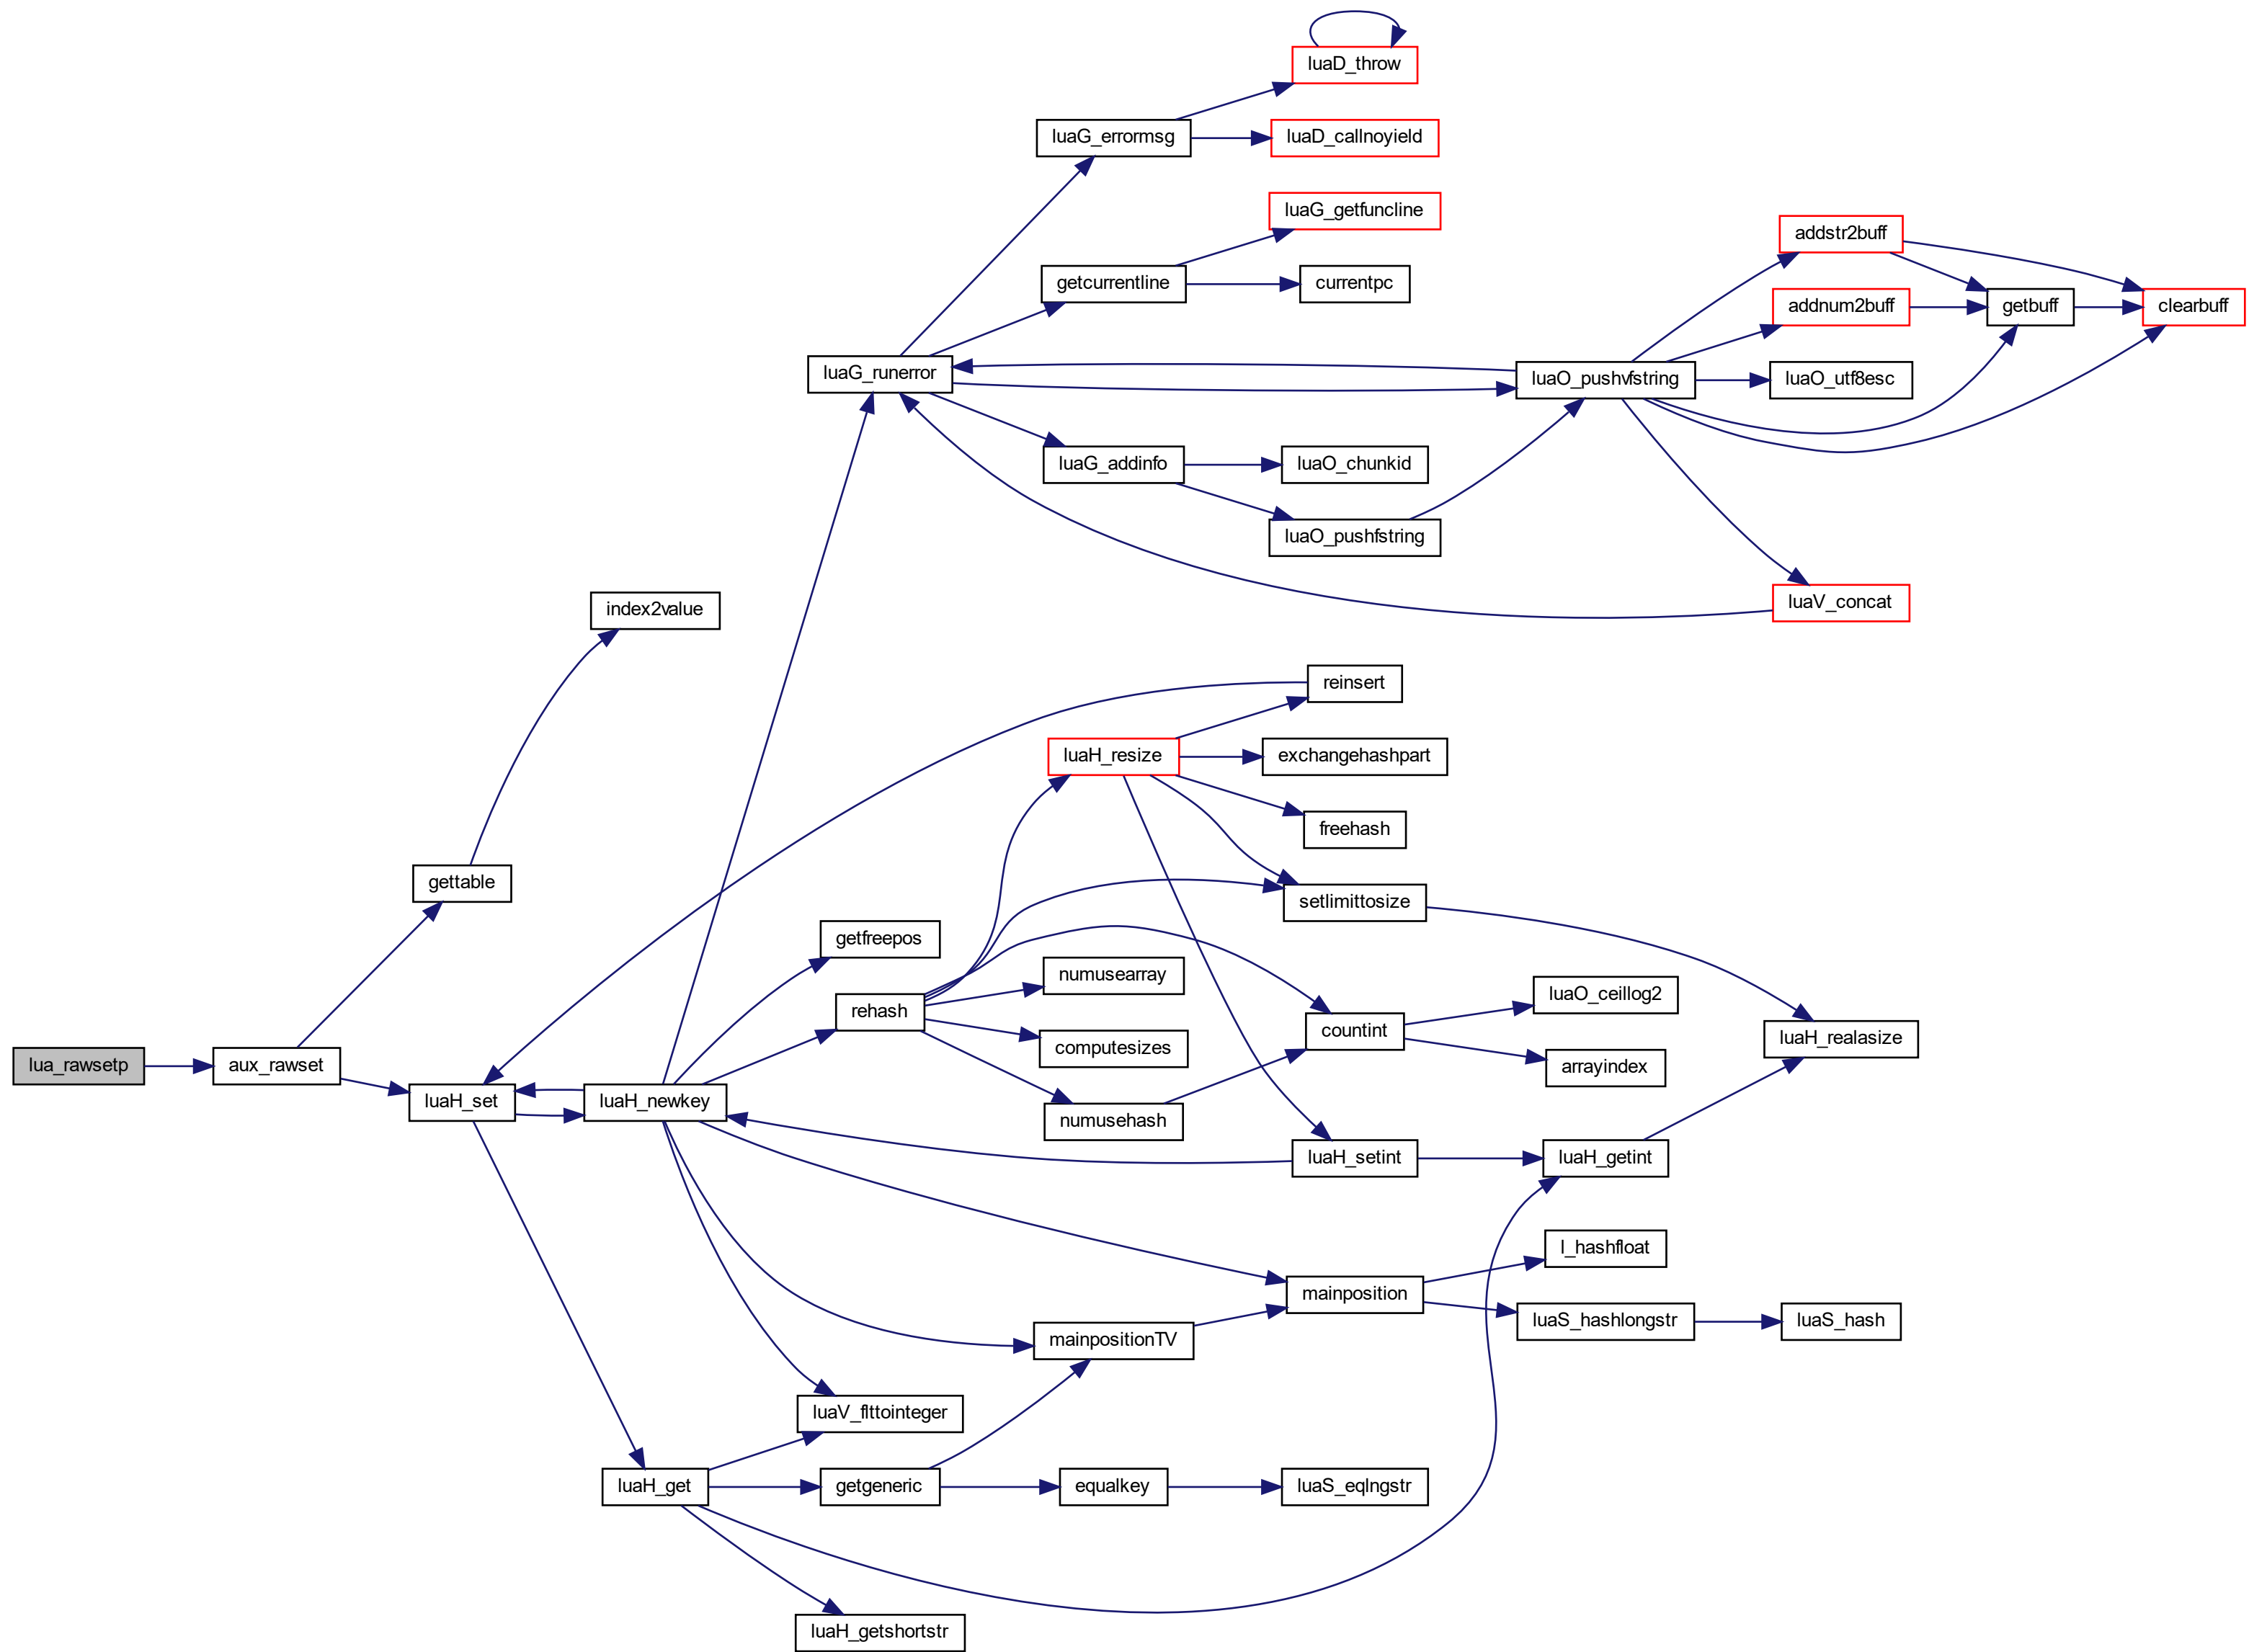 luaD_throw
luaG_errormsg
luaD_callnoyield
luaG_getfuncline
addstr2buff
getcurrentline
currentpc
addnum2buff
getbuff
clearbuff
luaG_runerror
luaO_pushvfstring
luaO_utf8esc
luaG_addinfo
luaO_chunkid
luaO_pushfstring
index2value
luaV_concat
reinsert
luaH_resize
exchangehashpart
freehash
gettable
setlimittosize
getfreepos
numusearray
luaO_ceillog2
rehash
countint
luaH_realasize
computesizes
arrayindex
lua_rawsetp
aux_rawset
luaH_set
luaH_newkey
numusehash
luaH_setint
luaH_getint
l_hashfloat
mainposition
luaS_hashlongstr
luaS_hash
mainpositionTV
luaV_flttointeger
luaH_get
getgeneric
equalkey
luaS_eqlngstr
luaH_getshortstr